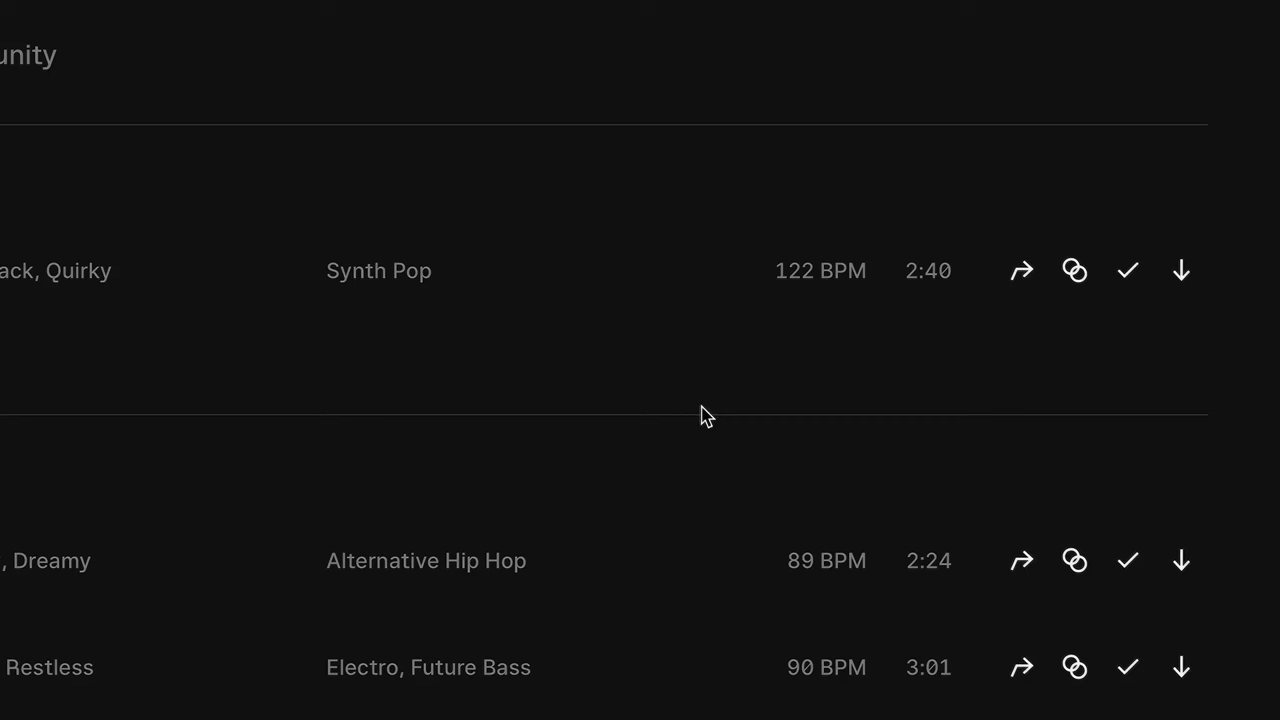 unity
ack, Quirky Synth Pop 122 BPM 2:40
, Dreamy Alternative Hip Hop 89 BPM 2:24
Restless Electro, Future Bass 90 BPM 3:01